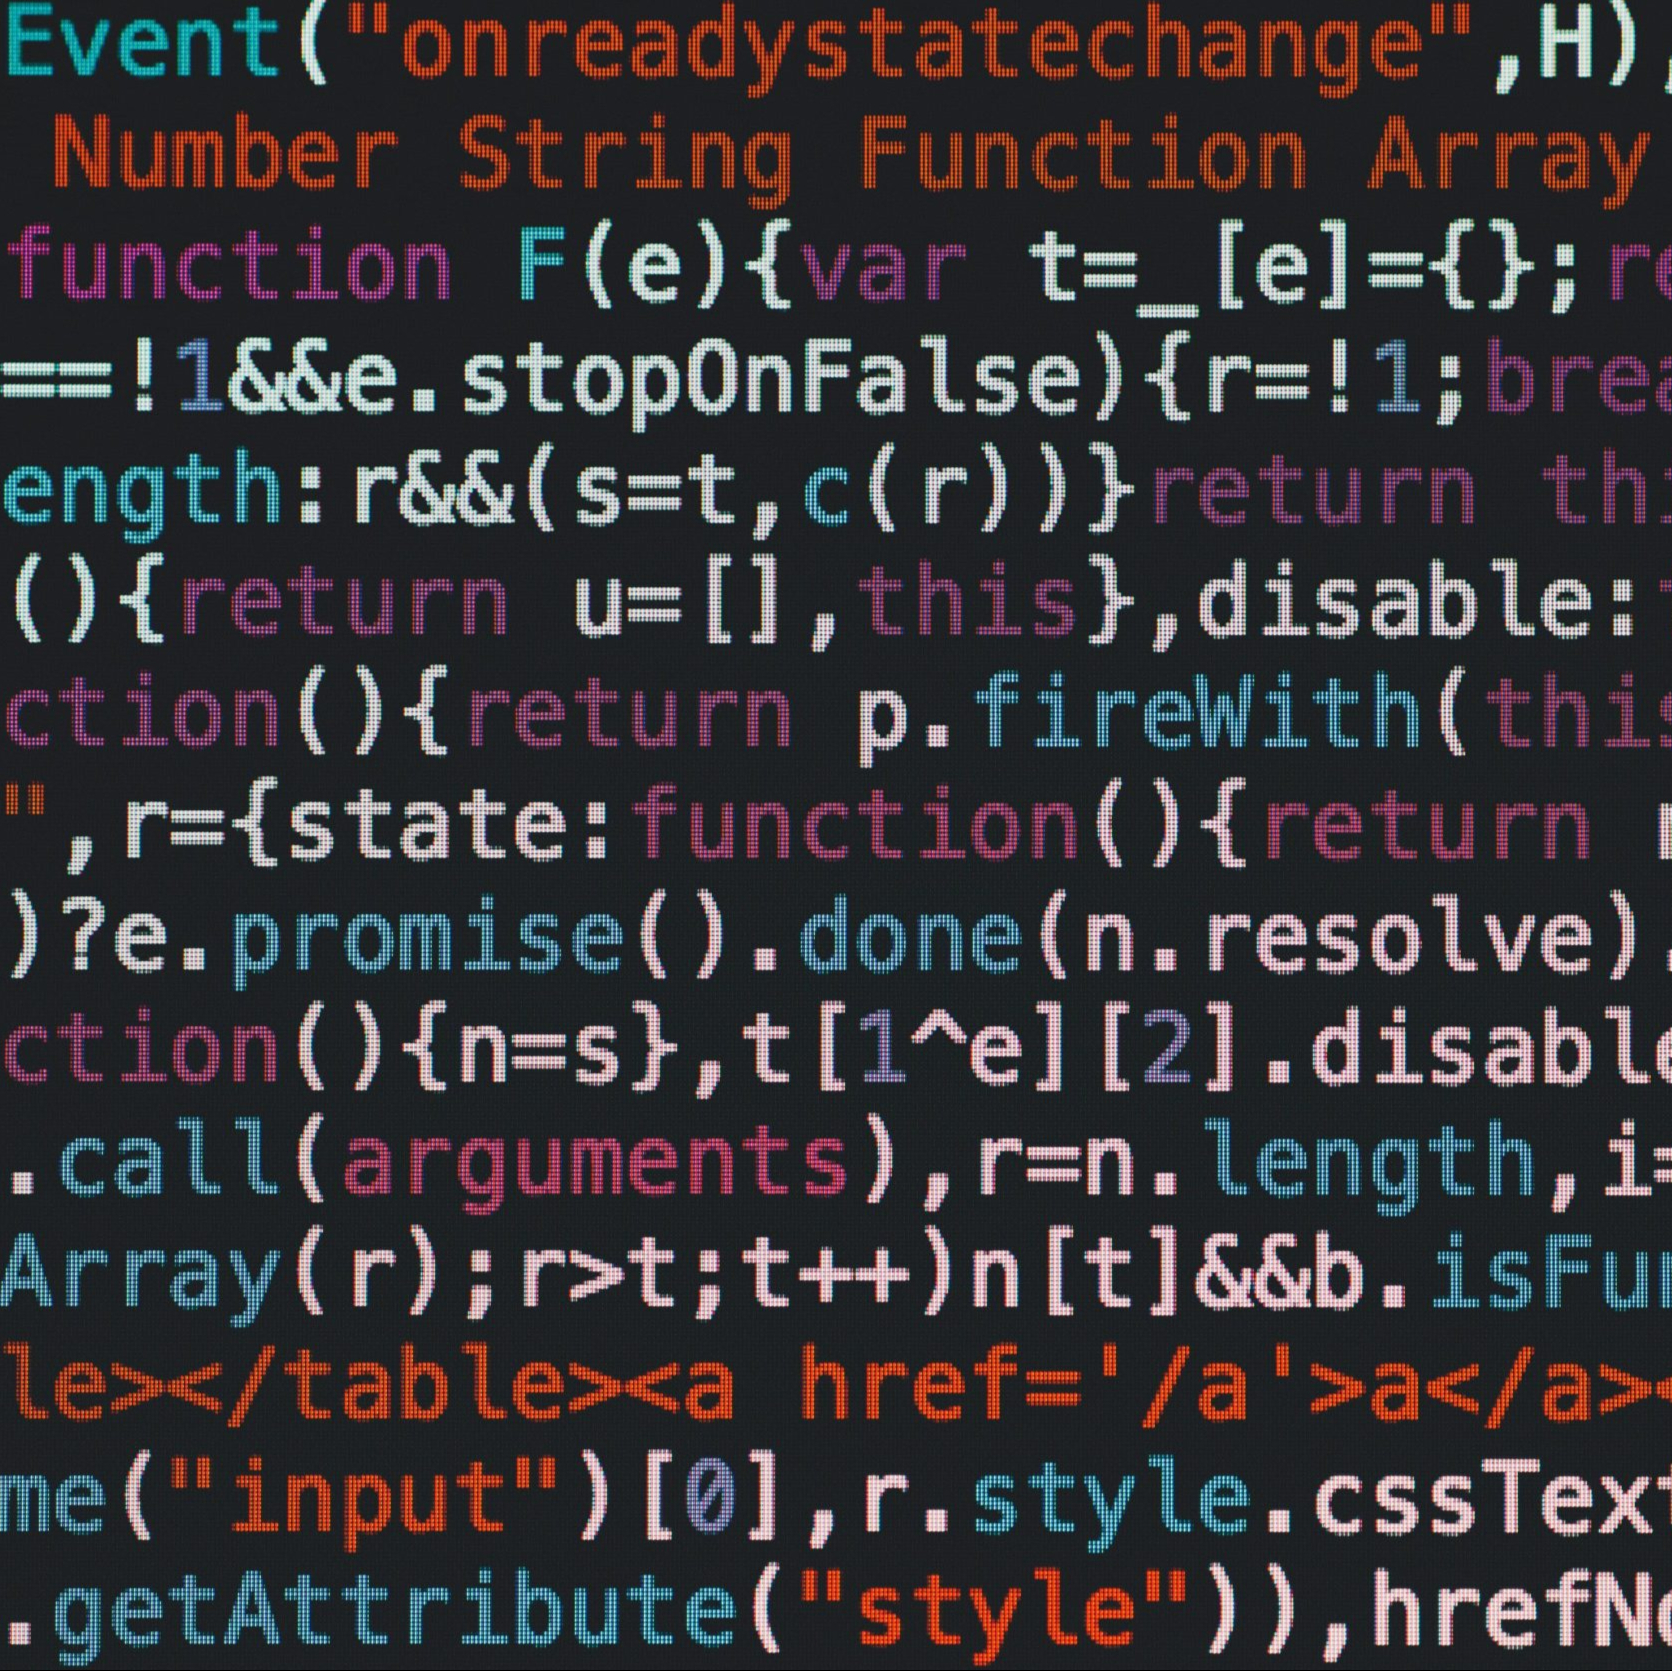 Event("onreadystatechange",H),
Number String Function Array
function F(e){var t=_[e]={};re
==!1&&e.stopOnFalse){r=!1;brea
ength:r&&(s=t,c(r))}return thi
(){return u=[],this},disable:
ction(){return p.fireWith(this
",r={state:function(){return
)?e.promise().done(n.resolve).
ction(){n=s},t[1^e][2].disable
.call(arguments),r=n.length,i=
Array(r);r>t;t++)n[t]&&b.isFun
le></table><a href='/a'>a</a><
me("input")[0],r.style.cssText
.getAttribute("style")),hrefNo